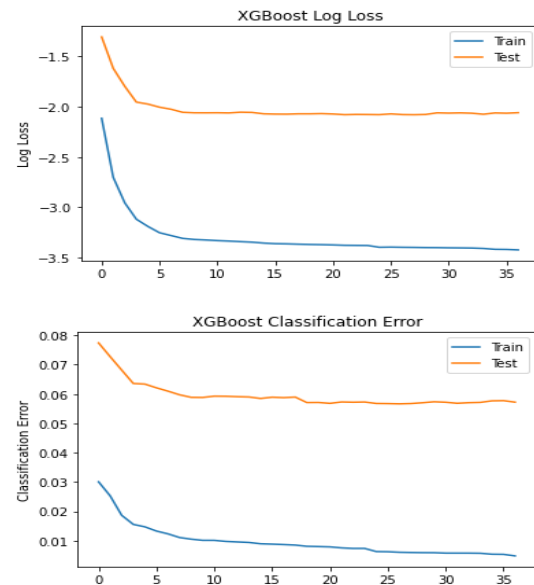 XGBoost Log Loss
Train
Test
Log Loss
−1.5
−2.0
−2.5
−3.0
−3.5
0 5 10 15 20 25 30 35
XGBoost Classification Error
Train
Test
Classification Error
0.08
0.07
0.06
0.05
0.04
0.03
0.02
0.01
0 5 10 15 20 25 30 35